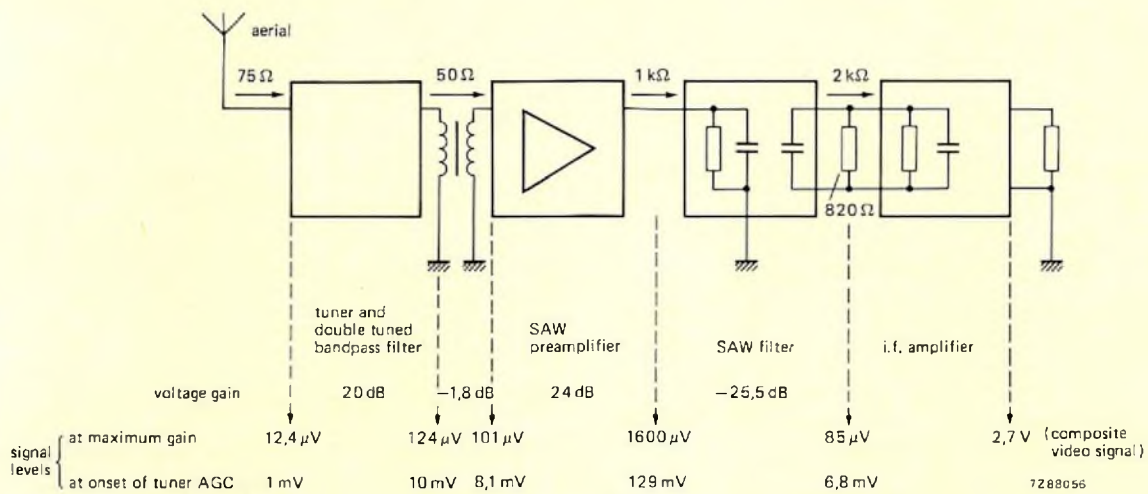 aerial
75Ω
50Ω
1 kΩ
2 kΩ
820 Ω
tuner and
double tuned
bandpass filter
SAW
preamplifier
SAW filter
i.f. amplifier
voltage gain 20 dB −1,8 dB 24 dB −25,5 dB
signal
levels
at maximum gain 12,4 μV 124 μV 101 μV 1600 μV 85 μV 2,7 V (composite
video signal)
at onset of tuner AGC 1 mV 10 mV 8,1 mV 129 mV 6,8 mV
7Z88056